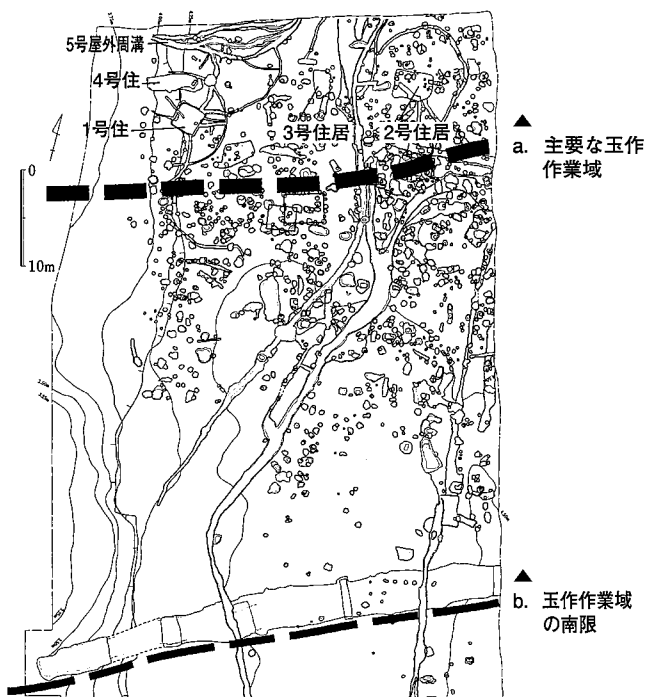 5号屋外周溝
4号住
1号住
3号住居
2号住居
▲
a. 主要な玉作
作業域
0
10m
▲
b. 玉作作業域
の南限